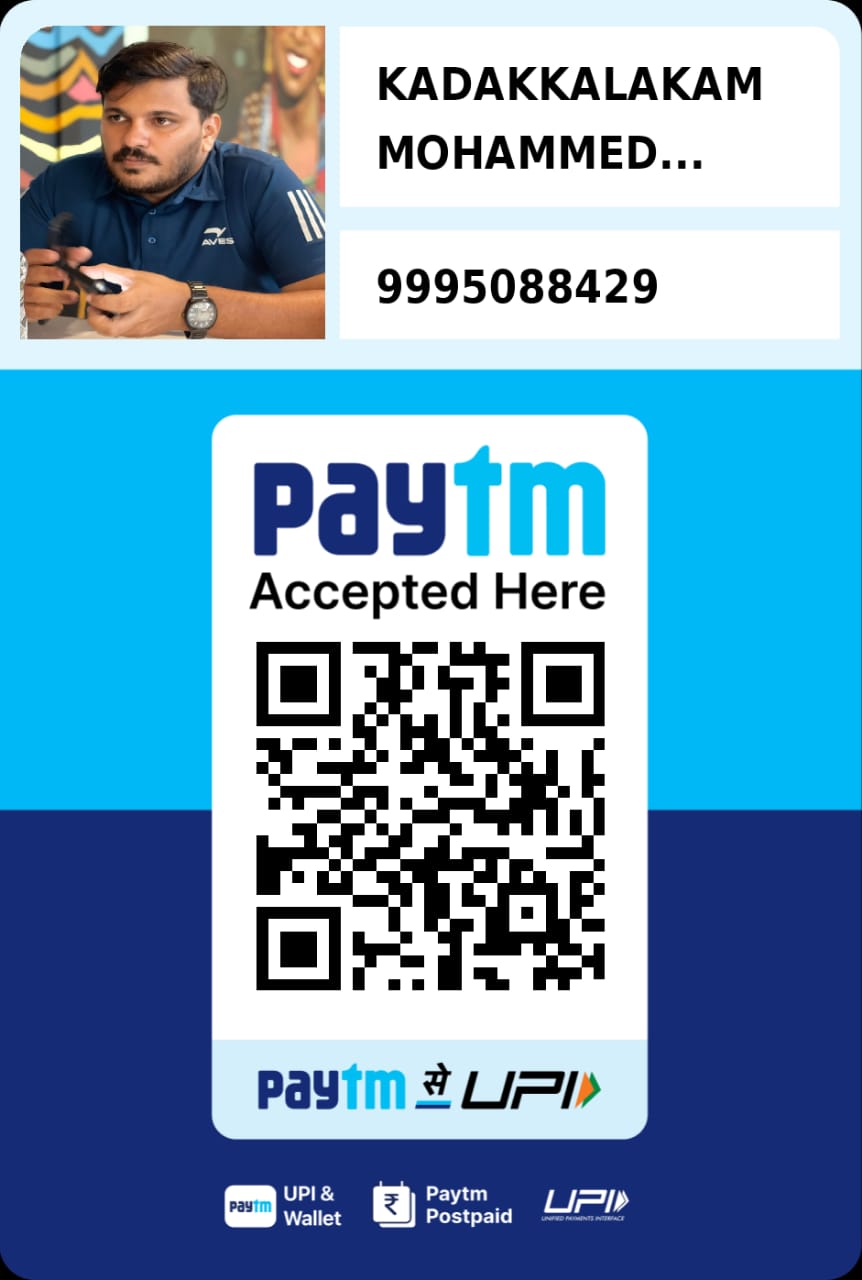 KADAKKALAKAM
MOHAMMED...
9995088429
AVES
paytm
Accepted Here
paytm से UPI
paytm
UPI &
Wallet
₹
Paytm
Postpaid
UPI
UNIFIED PAYMENTS INTERFACE